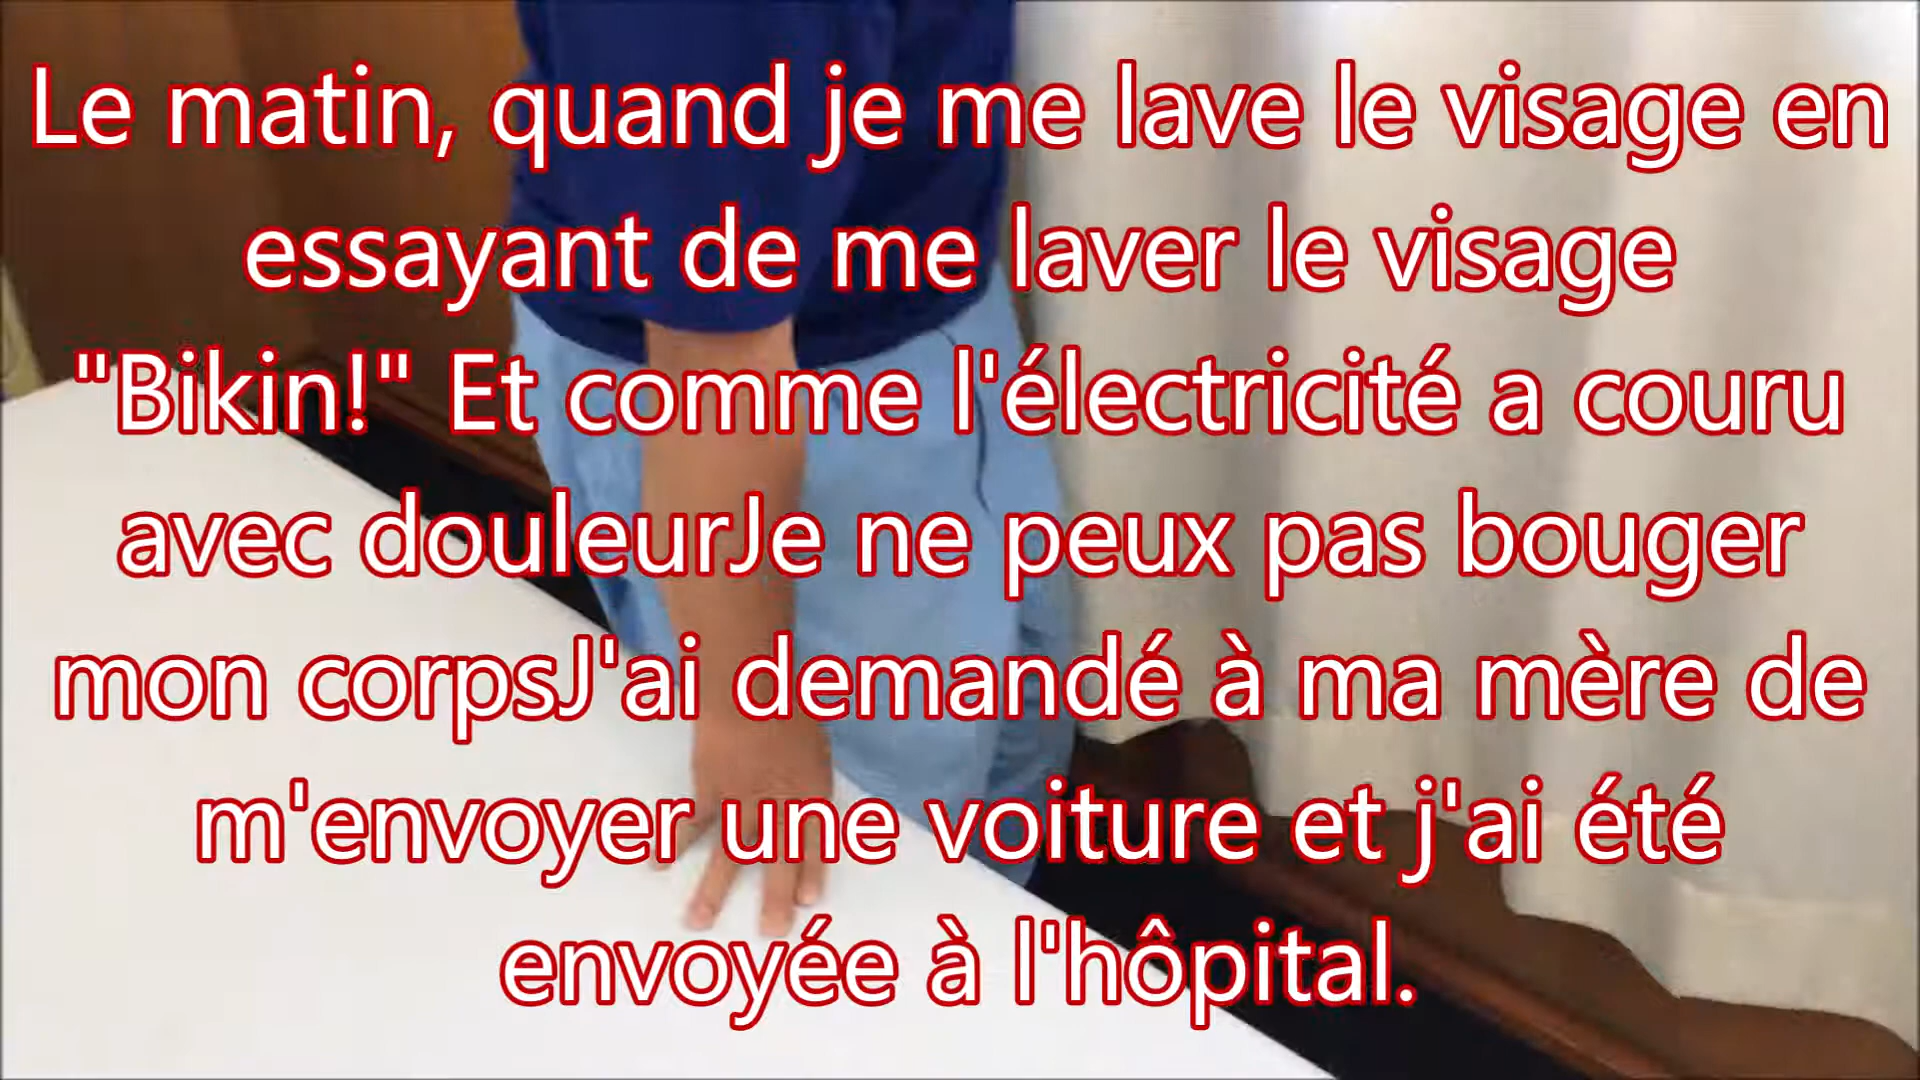 Le matin, quand je me lave le visage en
essayant de me laver le visage
"Bikin!" Et comme l'électricité a couru
avec douleurJe ne peux pas bouger
mon corpsJ'ai demandé à ma mère de
m'envoyer une voiture et j'ai été
envoyée à l'hôpital.